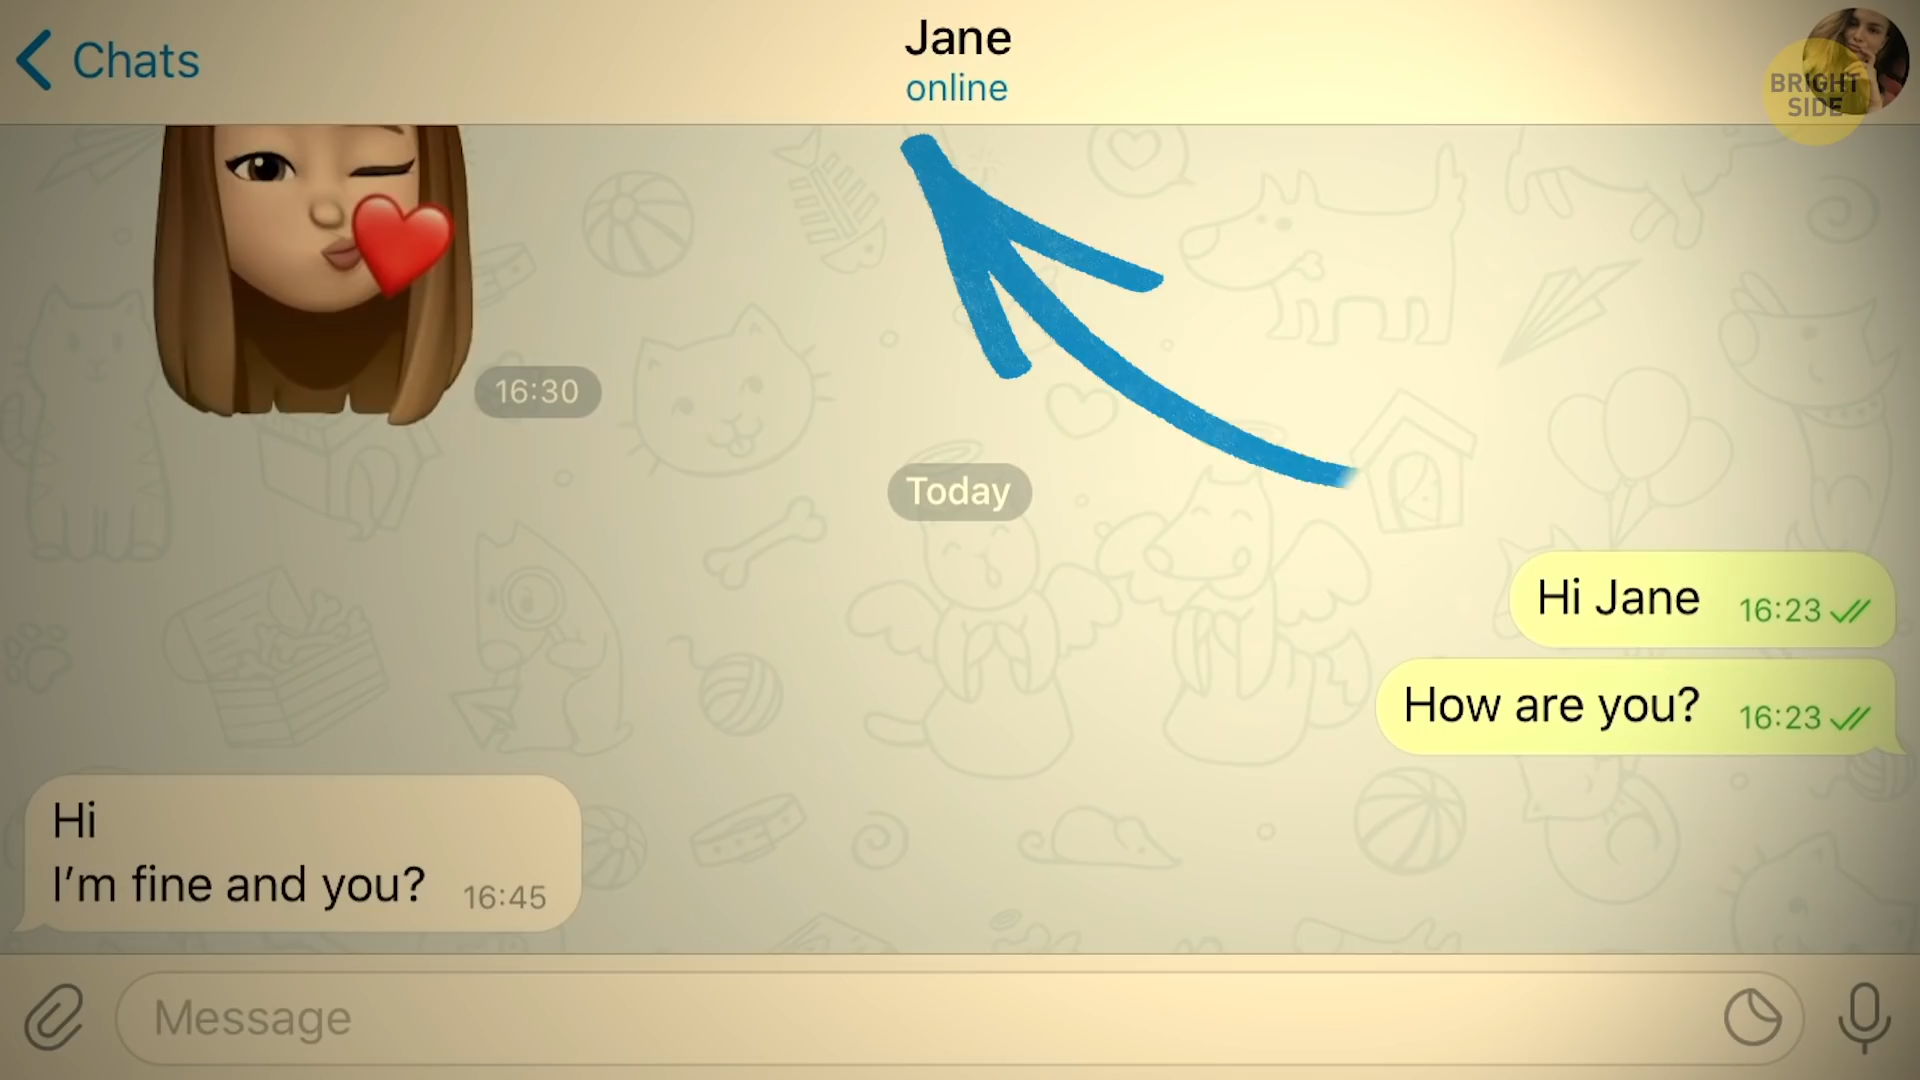 Chats
Jane
online
BRIGHT
SIDE
16:30
Today
Hi Jane 16:23
How are you? 16:23
Hi
I’m fine and you? 16:45
Message